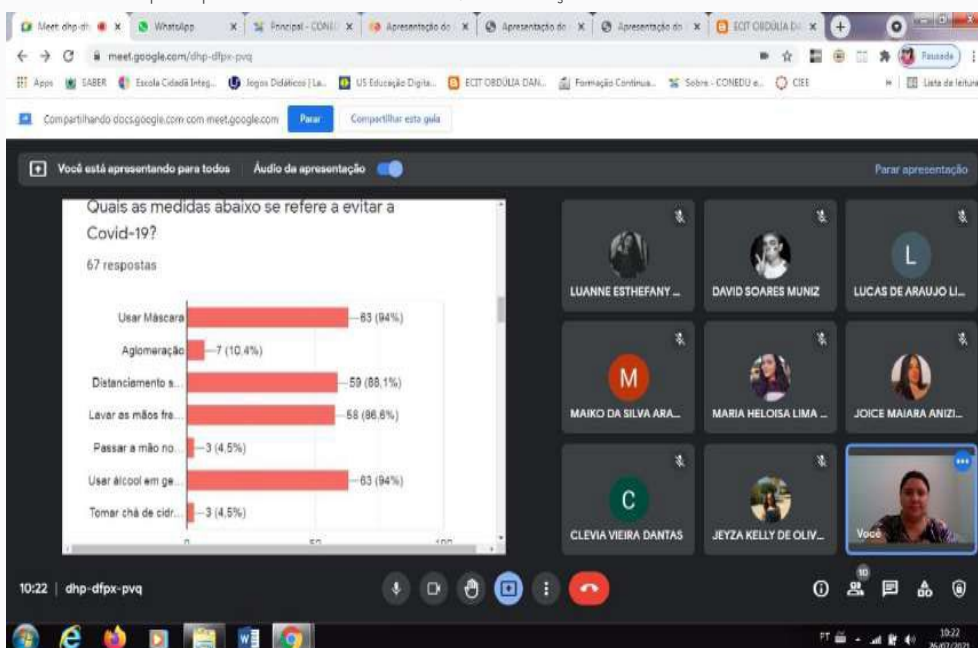 Meet: dhp-df
WhatsApp
Principal - CONE
Apresentação do
Apresentação do
Apresentação do
ECIT OBDÚLIA DA
meet.google.com/dhp-dfpx-pvq
Pausada
Apps
SABER
Escola Cidadã Integ...
Jogos Didáticos | La...
US Educação Digita...
ECIT OBDÚLIA DAN...
Formação Continua...
Sobre - CONEDU e...
CIEE
Lista de leitura
Compartilhando docs.google.com com meet.google.com
Parar
Compartilhar esta guia
Você está apresentando para todos
Áudio da apresentação
Parar apresentação
Quais as medidas abaixo se refere a evitar a
Covid-19?
67 respostas
Usar Máscara 63 (94%)
Aglomeração 7 (10,4%)
Distanciamento s... 59 (88,1%)
Lavar as mãos fre... 58 (86,6%)
Passar a mão no... 3 (4,5%)
Usar álcool em ge... 63 (94%)
Tomar chá de cidr... 3 (4,5%)
0 50 100
LUANNE ESTHEFANY ...
DAVID SOARES MUNIZ
L
LUCAS DE ARAUJO LI...
M
MAIKO DA SILVA ARA...
MARIA HELOISA LIMA ...
JOICE MAIARA ANIZI...
C
CLEVIA VIEIRA DANTAS
JEYZA KELLY DE OLIV...
Você
10:22 | dhp-dfpx-pvq
10
PT
10:22
26/07/2021